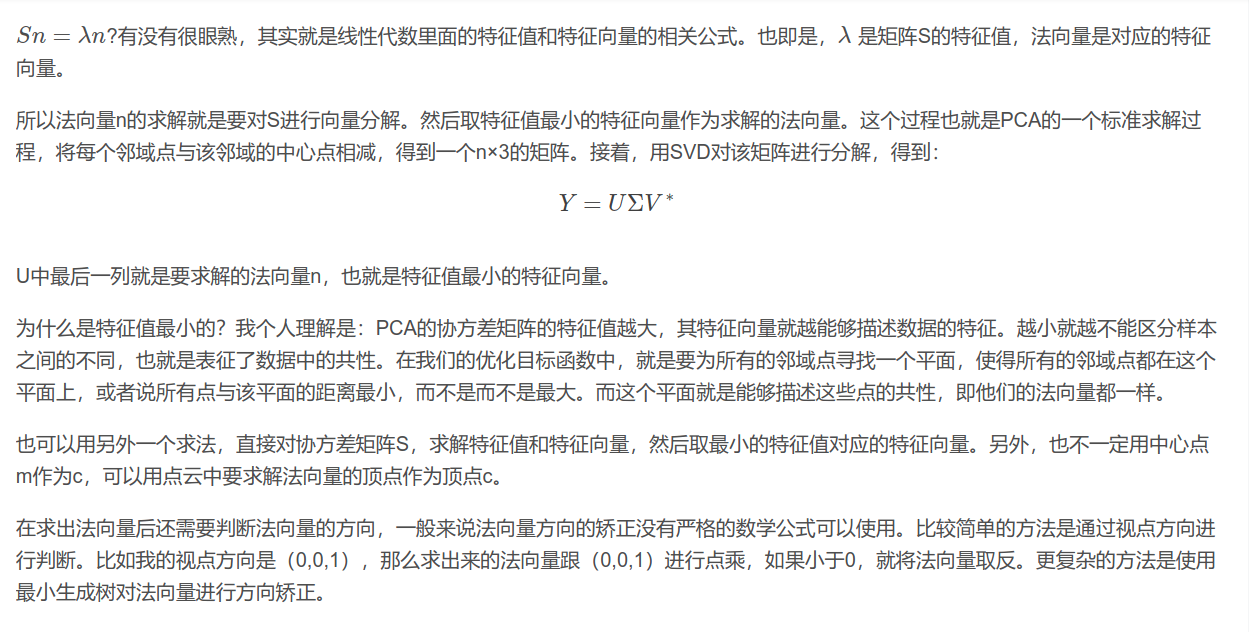 Sn = λn?有没有很眼熟，其实就是线性代数里面的特征值和特征向量的相关公式。也即是，λ 是矩阵S的特征值，法向量是对应的特征
向量。
所以法向量n的求解就是要对S进行向量分解。然后取特征值最小的特征向量作为求解的法向量。这个过程也就是PCA的一个标准求解过
程，将每个邻域点与该邻域的中心点相减，得到一个n×3的矩阵。接着，用SVD对该矩阵进行分解，得到：
Y = UΣV*
U中最后一列就是要求解的法向量n，也就是特征值最小的特征向量。
为什么是特征值最小的？我个人理解是：PCA的协方差矩阵的特征值越大，其特征向量就越能够描述数据的特征。越小就越不能区分样本
之间的不同，也就是表征了数据中的共性。在我们的优化目标函数中，就是要为所有的邻域点寻找一个平面，使得所有的邻域点都在这个
平面上，或者说所有点与该平面的距离最小，而不是而不是最大。而这个平面就是能够描述这些点的共性，即他们的法向量都一样。
也可以用另外一个求法，直接对协方差矩阵S，求解特征值和特征向量，然后取最小的特征值对应的特征向量。另外，也不一定用中心点
m作为c，可以用点云中要求解法向量的顶点作为顶点c。
在求出法向量后还需要判断法向量的方向，一般来说法向量方向的矫正没有严格的数学公式可以使用。比较简单的方法是通过视点方向进
行判断。比如我的视点方向是（0,0,1），那么求出来的法向量跟（0,0,1）进行点乘，如果小于0，就将法向量取反。更复杂的方法是使用
最小生成树对法向量进行方向矫正。